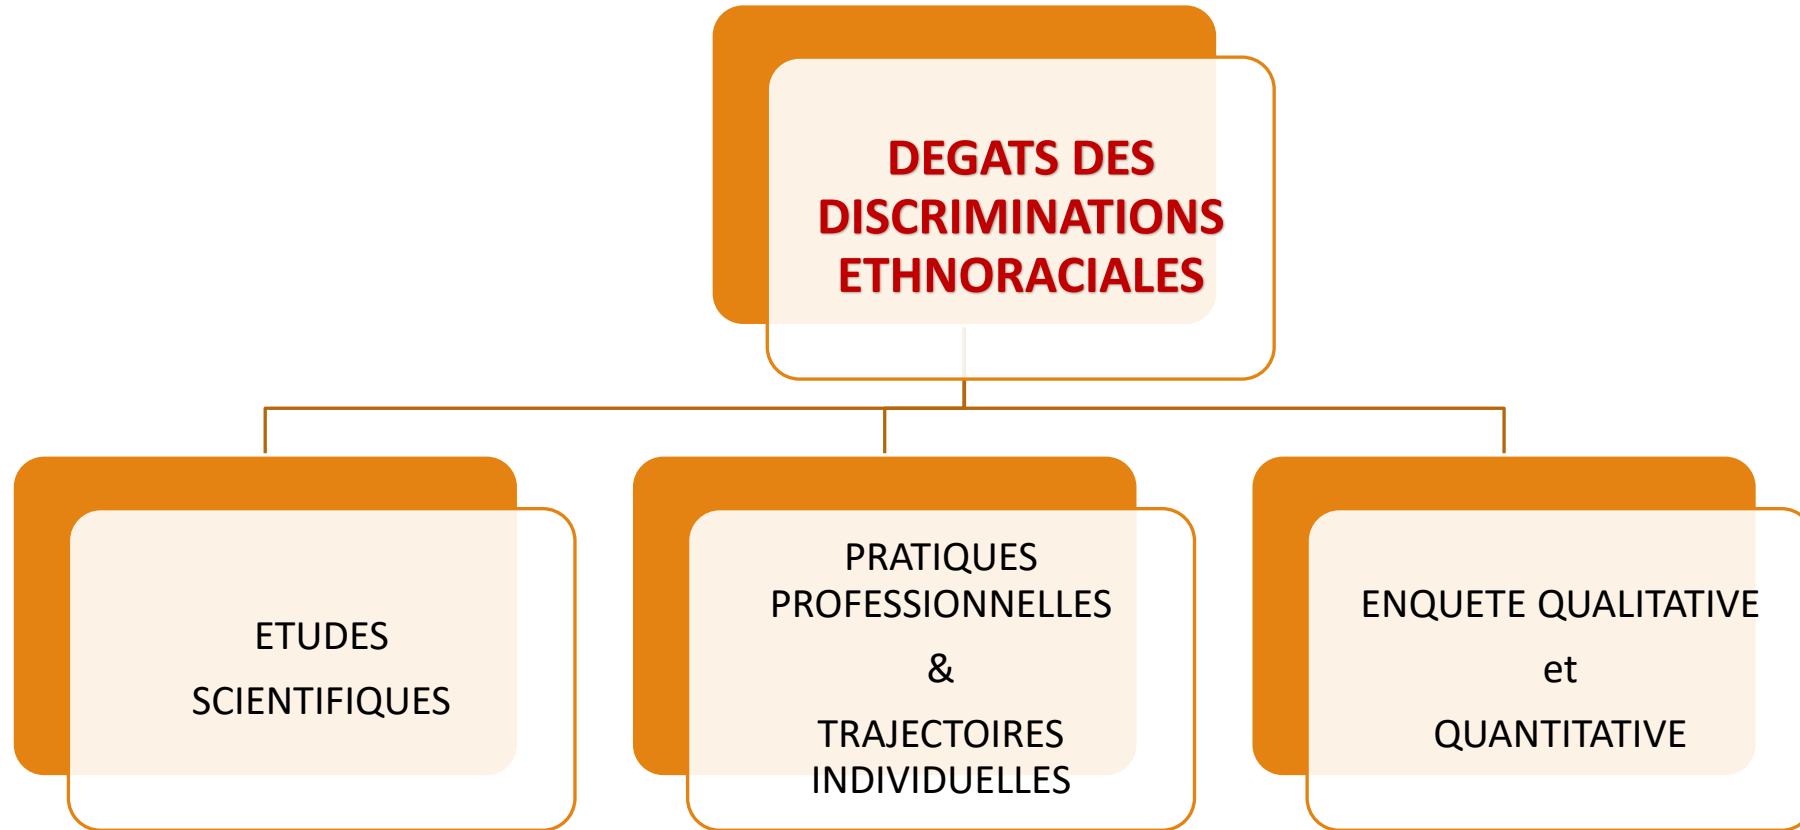 DEGATS DES
DISCRIMINATIONS
ETHNORACIALES
ETUDES
SCIENTIFIQUES
PRATIQUES
PROFESSIONNELLES
&
TRAJECTOIRES
INDIVIDUELLES
ENQUETE QUALITATIVE
et
QUANTITATIVE